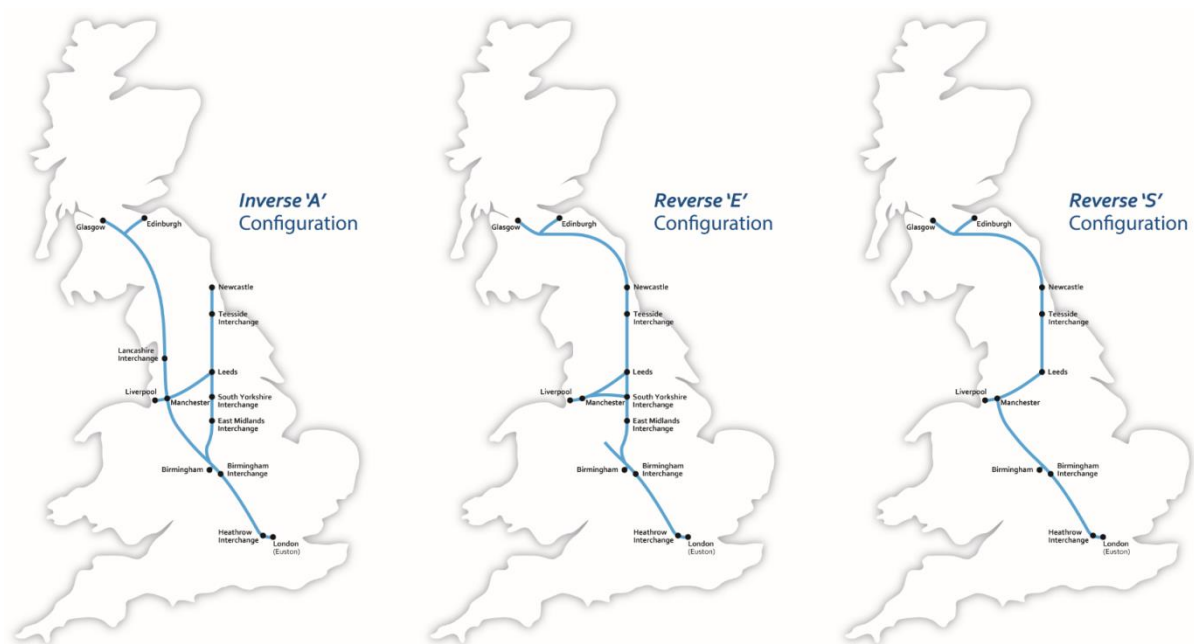 Inverse ‘A’
Configuration
Glasgow
Edinburgh
Newcastle
Teesside
Interchange
Lancashire
Interchange
Leeds
Liverpool
Manchester
South Yorkshire
Interchange
East Midlands
Interchange
Birmingham
Birmingham
Interchange
Heathrow
Interchange
London
(Euston)
Reverse ‘E’
Configuration
Glasgow
Edinburgh
Newcastle
Teesside
Interchange
Leeds
Liverpool
Manchester
South Yorkshire
Interchange
East Midlands
Interchange
Birmingham
Birmingham
Interchange
Heathrow
Interchange
London
(Euston)
Reverse ‘S’
Configuration
Glasgow
Edinburgh
Newcastle
Teesside
Interchange
Leeds
Liverpool
Manchester
Birmingham
Birmingham
Interchange
Heathrow
Interchange
London
(Euston)